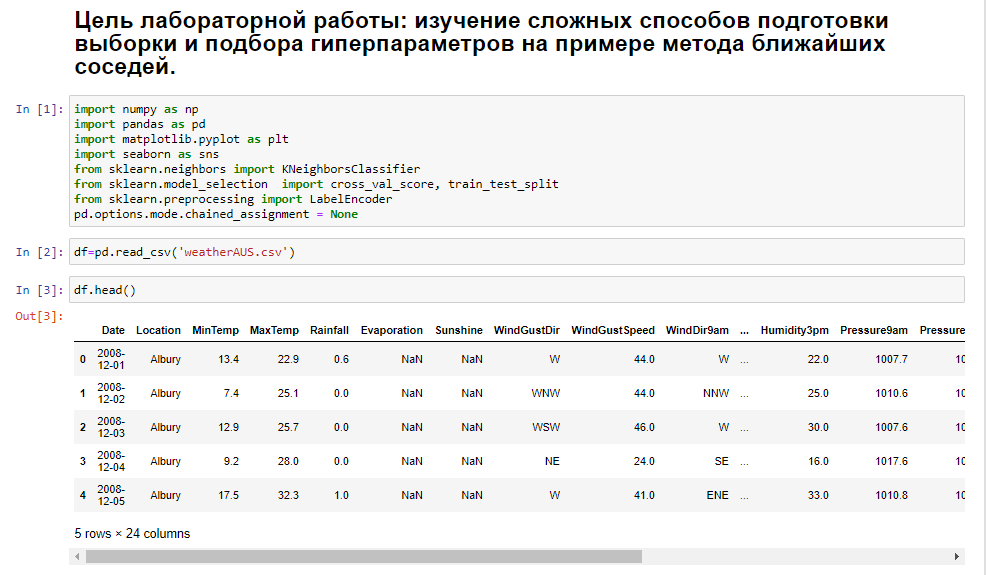 Цель лабораторной работы: изучение сложных способов подготовки
выборки и подбора гиперпараметров на примере метода ближайших
соседей.
In [1]: import numpy as np
import pandas as pd
import matplotlib.pyplot as plt
import seaborn as sns
from sklearn.neighbors import KNeighborsClassifier
from sklearn.model_selection  import cross_val_score, train_test_split
from sklearn.preprocessing import LabelEncoder
pd.options.mode.chained_assignment = None
In [2]: df=pd.read_csv('weatherAUS.csv')
In [3]: df.head()
Out[3]:
Date Location MinTemp MaxTemp Rainfall Evaporation Sunshine WindGustDir WindGustSpeed WindDir9am ... Humidity3pm Pressure9am Pressure
0 2008-12-01 Albury 13.4 22.9 0.6 NaN NaN W 44.0 W ... 22.0 1007.7 10
1 2008-12-02 Albury 7.4 25.1 0.0 NaN NaN WNW 44.0 NNW ... 25.0 1010.6 10
2 2008-12-03 Albury 12.9 25.7 0.0 NaN NaN WSW 46.0 W ... 30.0 1007.6 10
3 2008-12-04 Albury 9.2 28.0 0.0 NaN NaN NE 24.0 SE ... 16.0 1017.6 10
4 2008-12-05 Albury 17.5 32.3 1.0 NaN NaN W 41.0 ENE ... 33.0 1010.8 10
5 rows × 24 columns